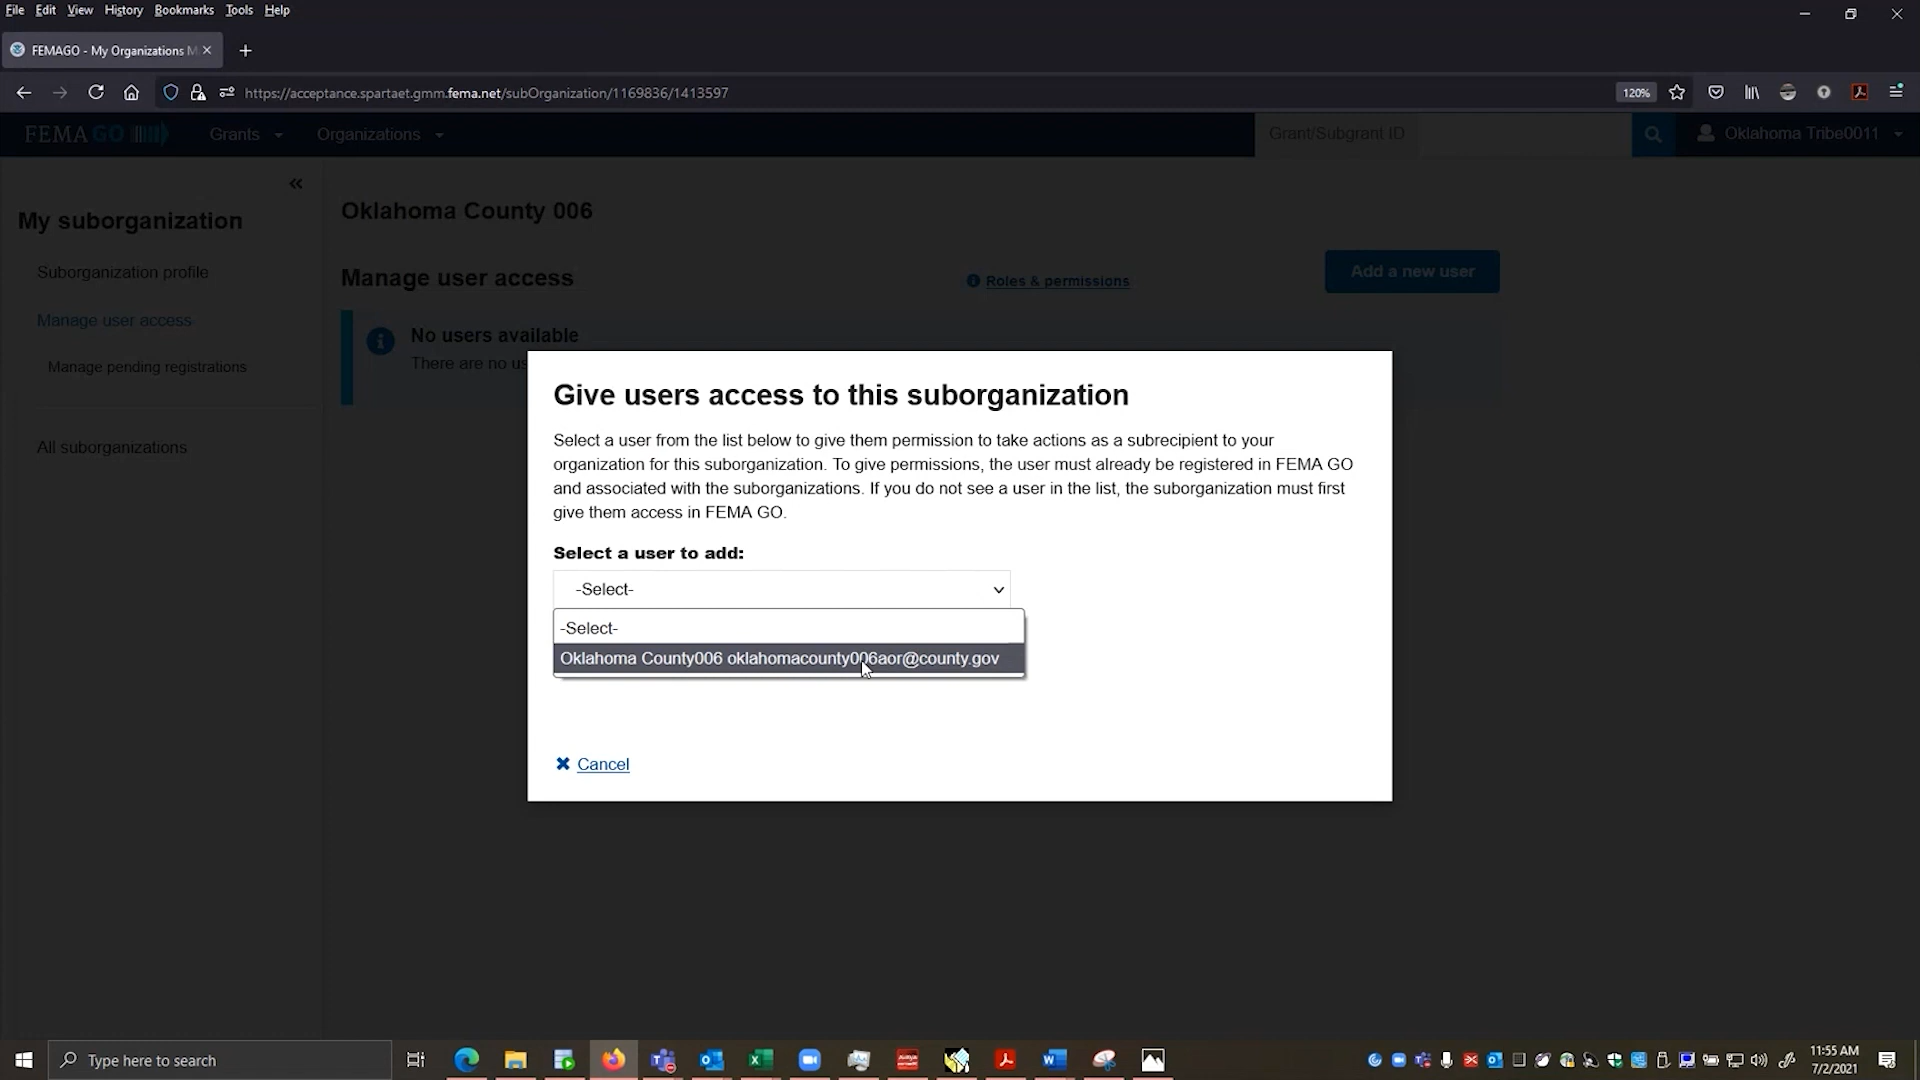 File Edit View History Bookmarks Tools Help
FEMAGO - My Organizations M
https://acceptance.spartaet.gmm.fema.net/subOrganization/1169836/1413597
120%
FEMA GO Grants Organizations Grant/Subgrant ID Oklahoma Tribe0011
My suborganization
Suborganization profile
Manage user access
Manage pending registrations
All suborganizations
Oklahoma County 006
Manage user access
Roles & permissions
Add a new user
No users available
There are no us
Give users access to this suborganization
Select a user from the list below to give them permission to take actions as a subrecipient to your
organization for this suborganization. To give permissions, the user must already be registered in FEMA GO
and associated with the suborganizations. If you do not see a user in the list, the suborganization must first
give them access in FEMA GO.
Select a user to add:
-Select-
-Select-
Oklahoma County006 oklahomacounty006aor@county.gov
Cancel
Type here to search
11:55 AM
7/2/2021